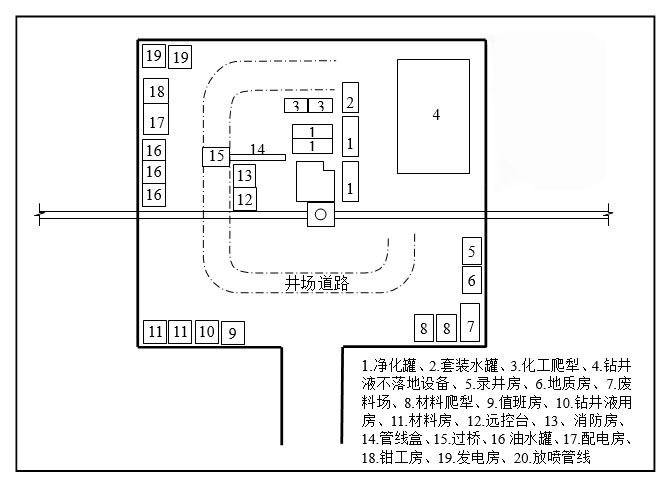 19 19
18
17
16
16
16
3 3
2
1
1
1
1
4
14
15
13
12
5
6
井场道路
11 11 10 9
8 8 7
1.净化罐、2.套装水罐、3.化工爬犁、4.钻井
液不落地设备、5.录井房、6.地质房、7.废
料场、8.材料爬犁、9.值班房、10.钻井液用
房、11.材料房、12.远控台、13、消防房、
14.管线盒、15.过桥、16油水罐、17.配电房、
18.钳工房、19.发电房、20.放喷管线